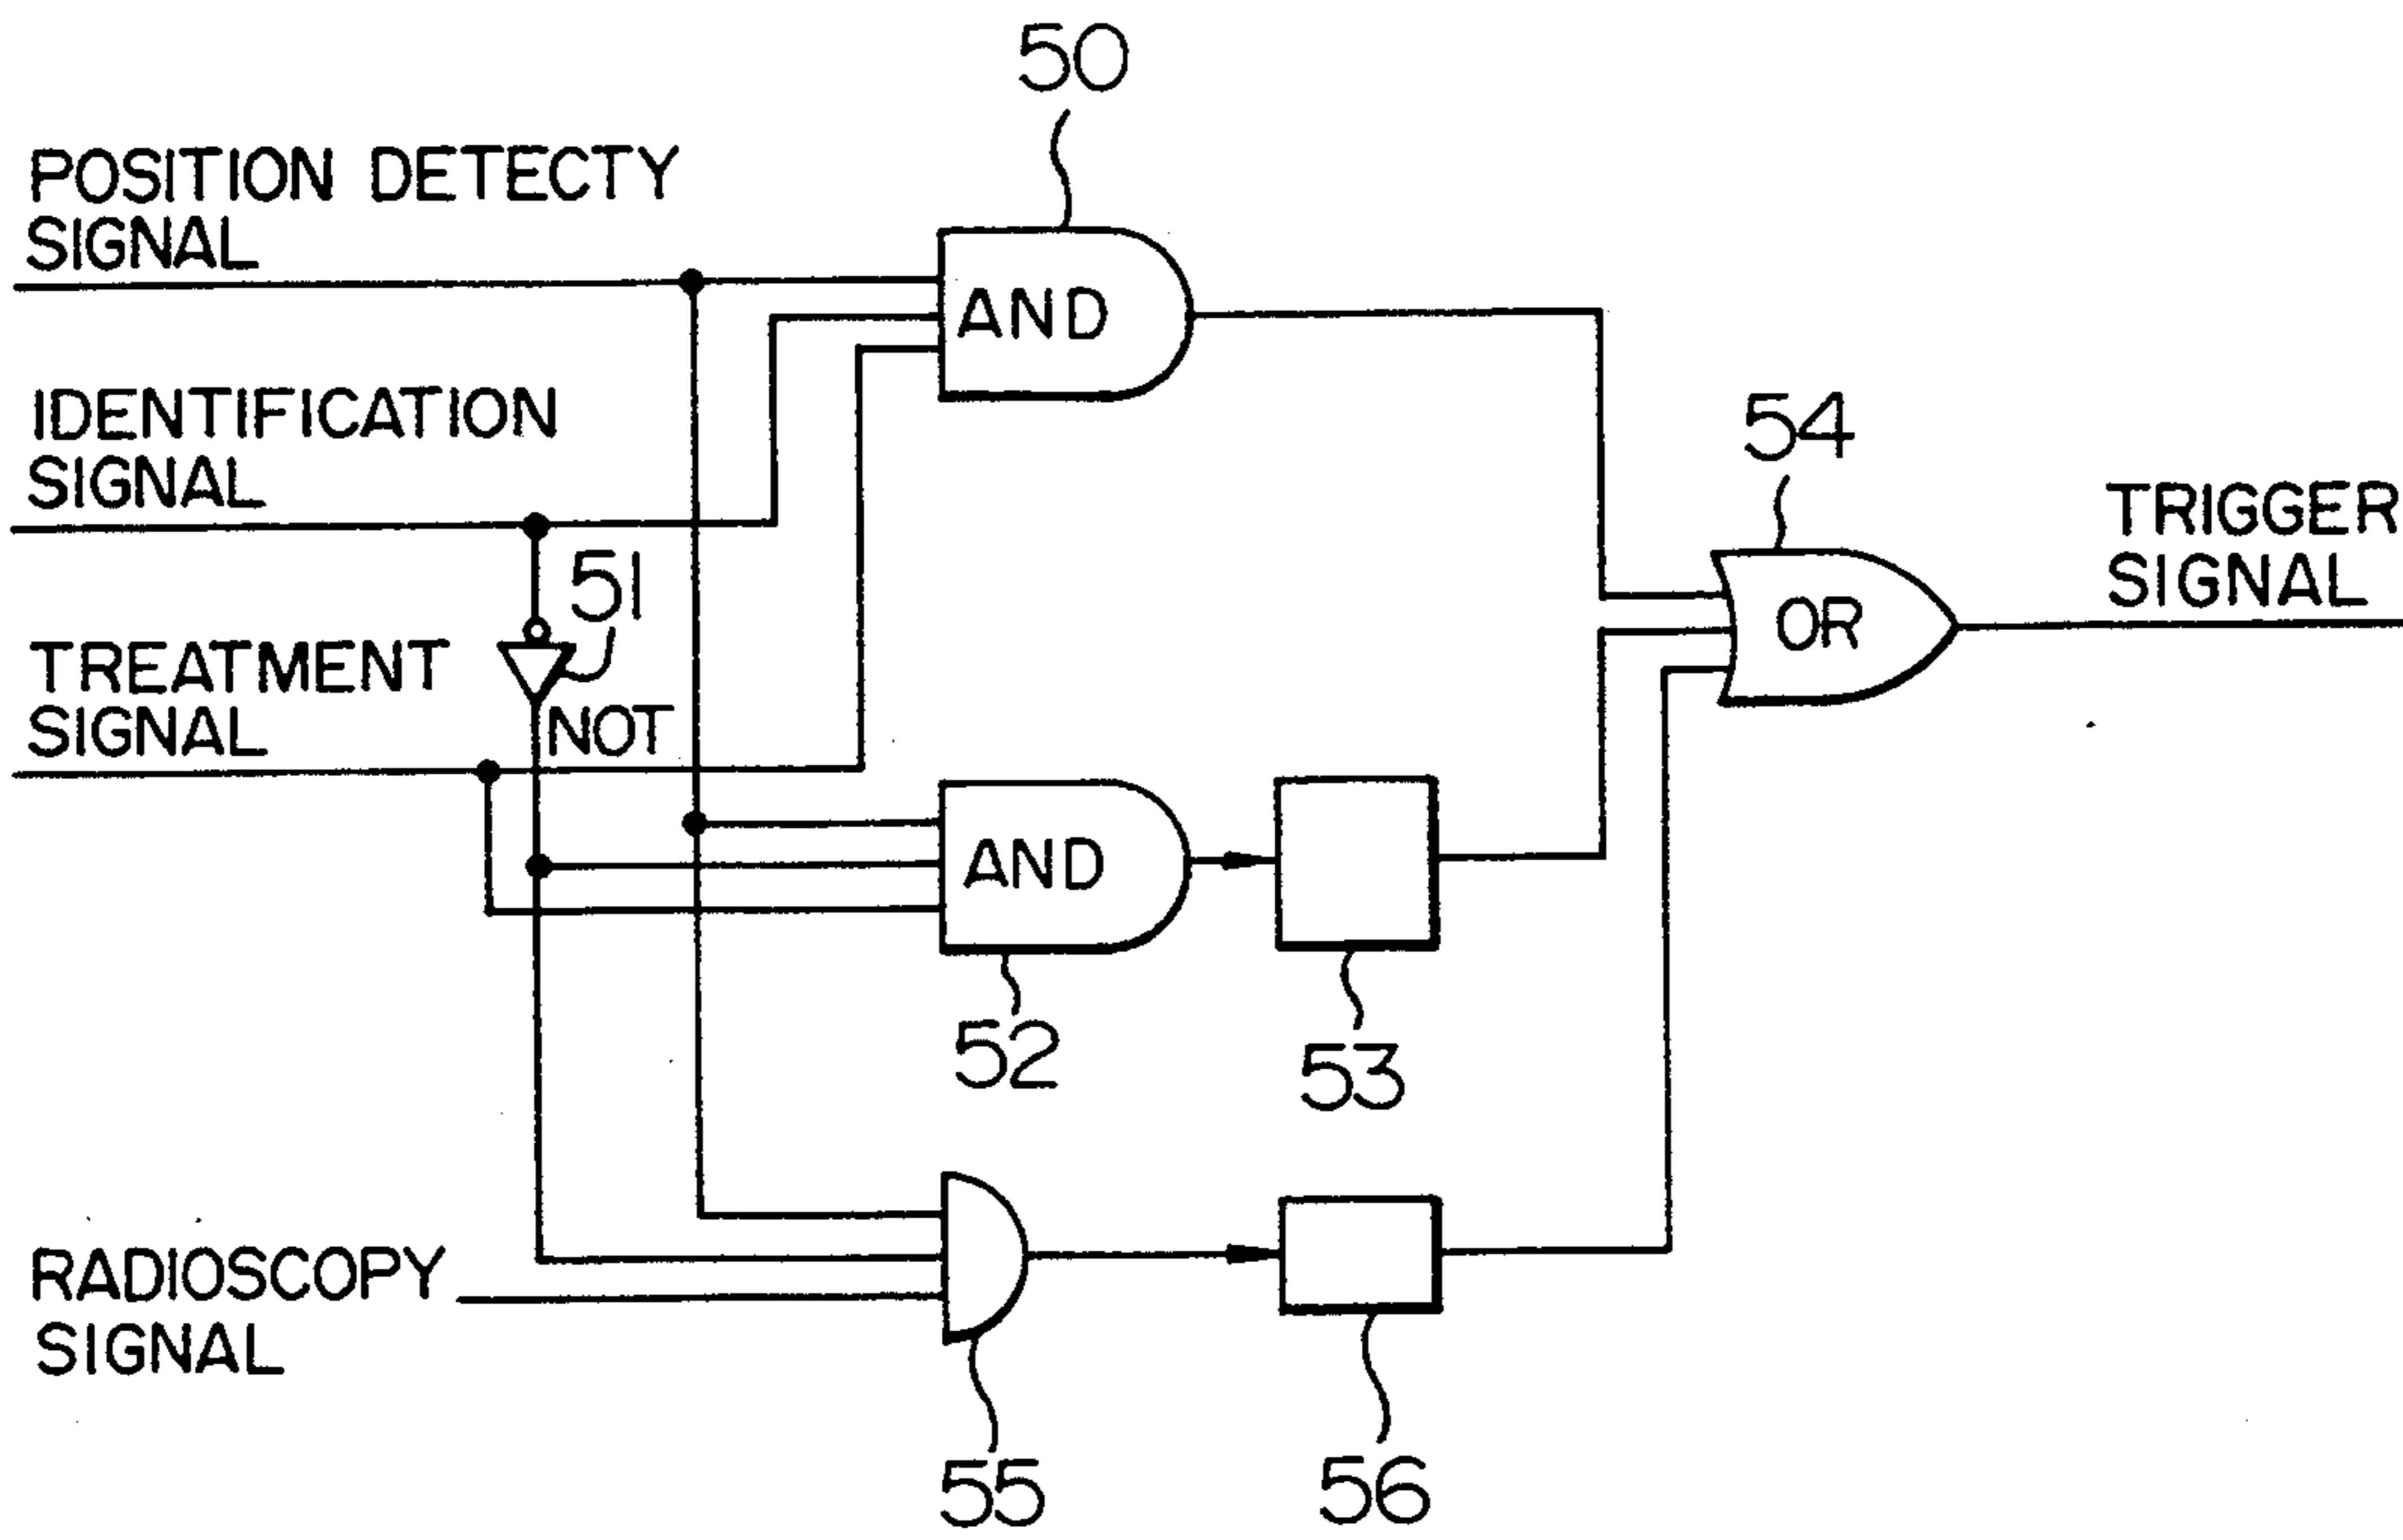 50
POSITION DETECTY
SIGNAL
AND
IDENTIFICATION
SIGNAL
54
TRIGGER
SIGNAL
51
OR
TREATMENT
SIGNAL
NOT
AND
52
53
RADIOSCOPY
SIGNAL
55
56